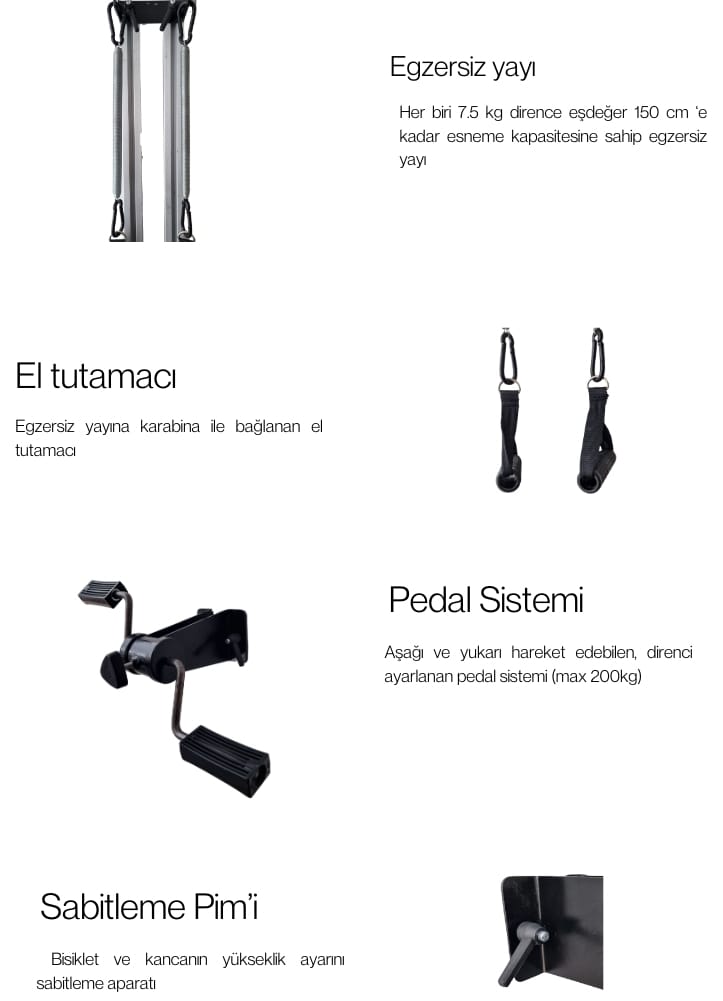 Egzersiz yayı
Her biri 7.5 kg dirence eşdeğer 150 cm ‘e
kadar esneme kapasitesine sahip egzersiz
yayı
El tutamacı
Egzersiz yayına karabina ile bağlanan el
tutamacı
Pedal Sistemi
Aşağı ve yukarı hareket edebilen, direnci
ayarlanan pedal sistemi (max 200kg)
Sabitleme Pim’i
Bisiklet ve kancanın yükseklik ayarını
sabitleme aparatı